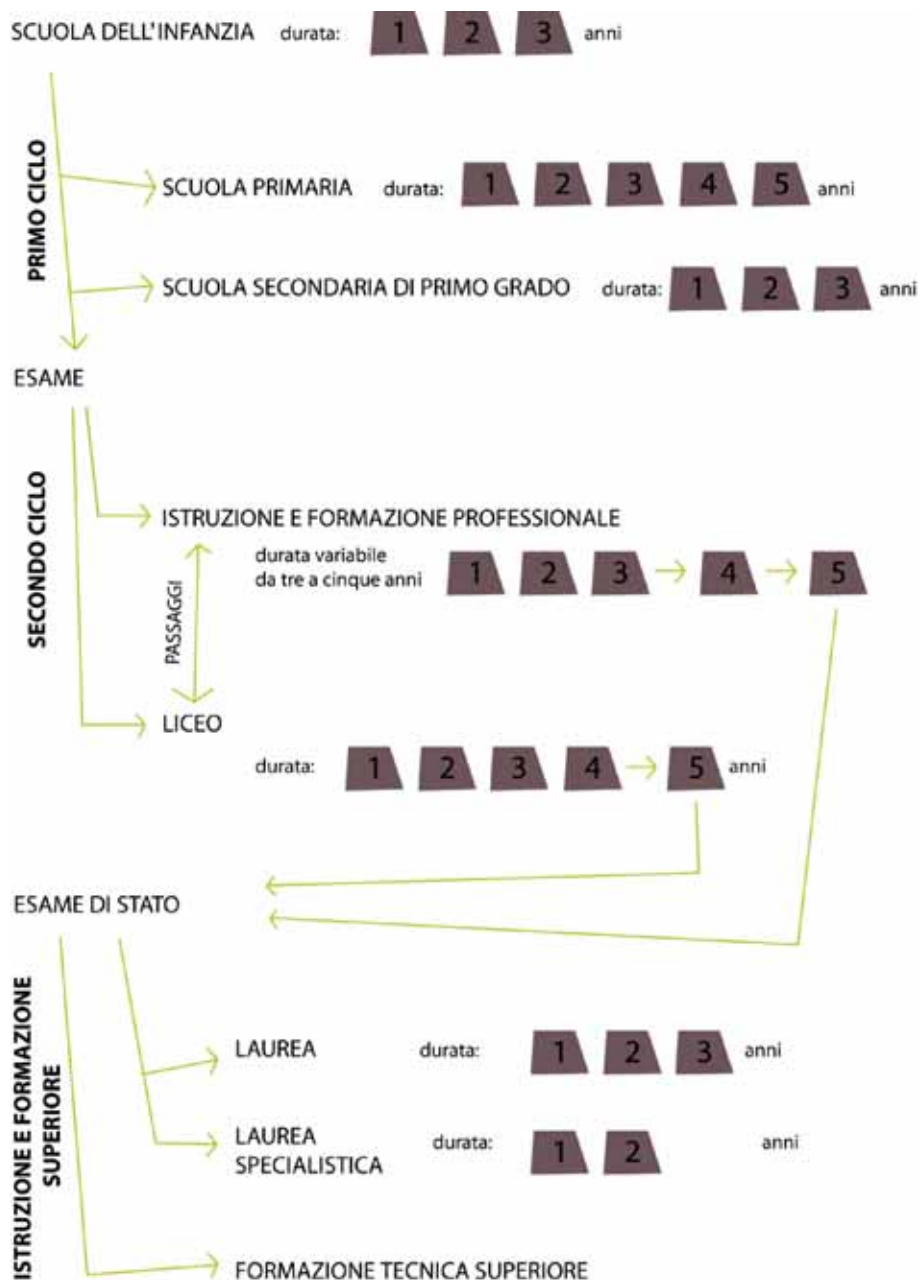 SCUOLA DELL'INFANZIA durata: 1 2 3 anni
PRIMO CICLO
SCUOLA PRIMARIA durata: 1 2 3 4 5 anni
SCUOLA SECONDARIA DI PRIMO GRADO durata: 1 2 3 anni
ESAME
SECONDO CICLO
ISTRUZIONE E FORMAZIONE PROFESSIONALE
durata variabile
da tre a cinque anni 1 2 3 4 5
PASSAGGI
LICEO
durata: 1 2 3 4 5 anni
ESAME DI STATO
ISTRUZIONE E FORMAZIONE
SUPERIORE
LAUREA durata: 1 2 3 anni
LAUREA
SPECIALISTICA durata: 1 2 anni
FORMAZIONE TECNICA SUPERIORE